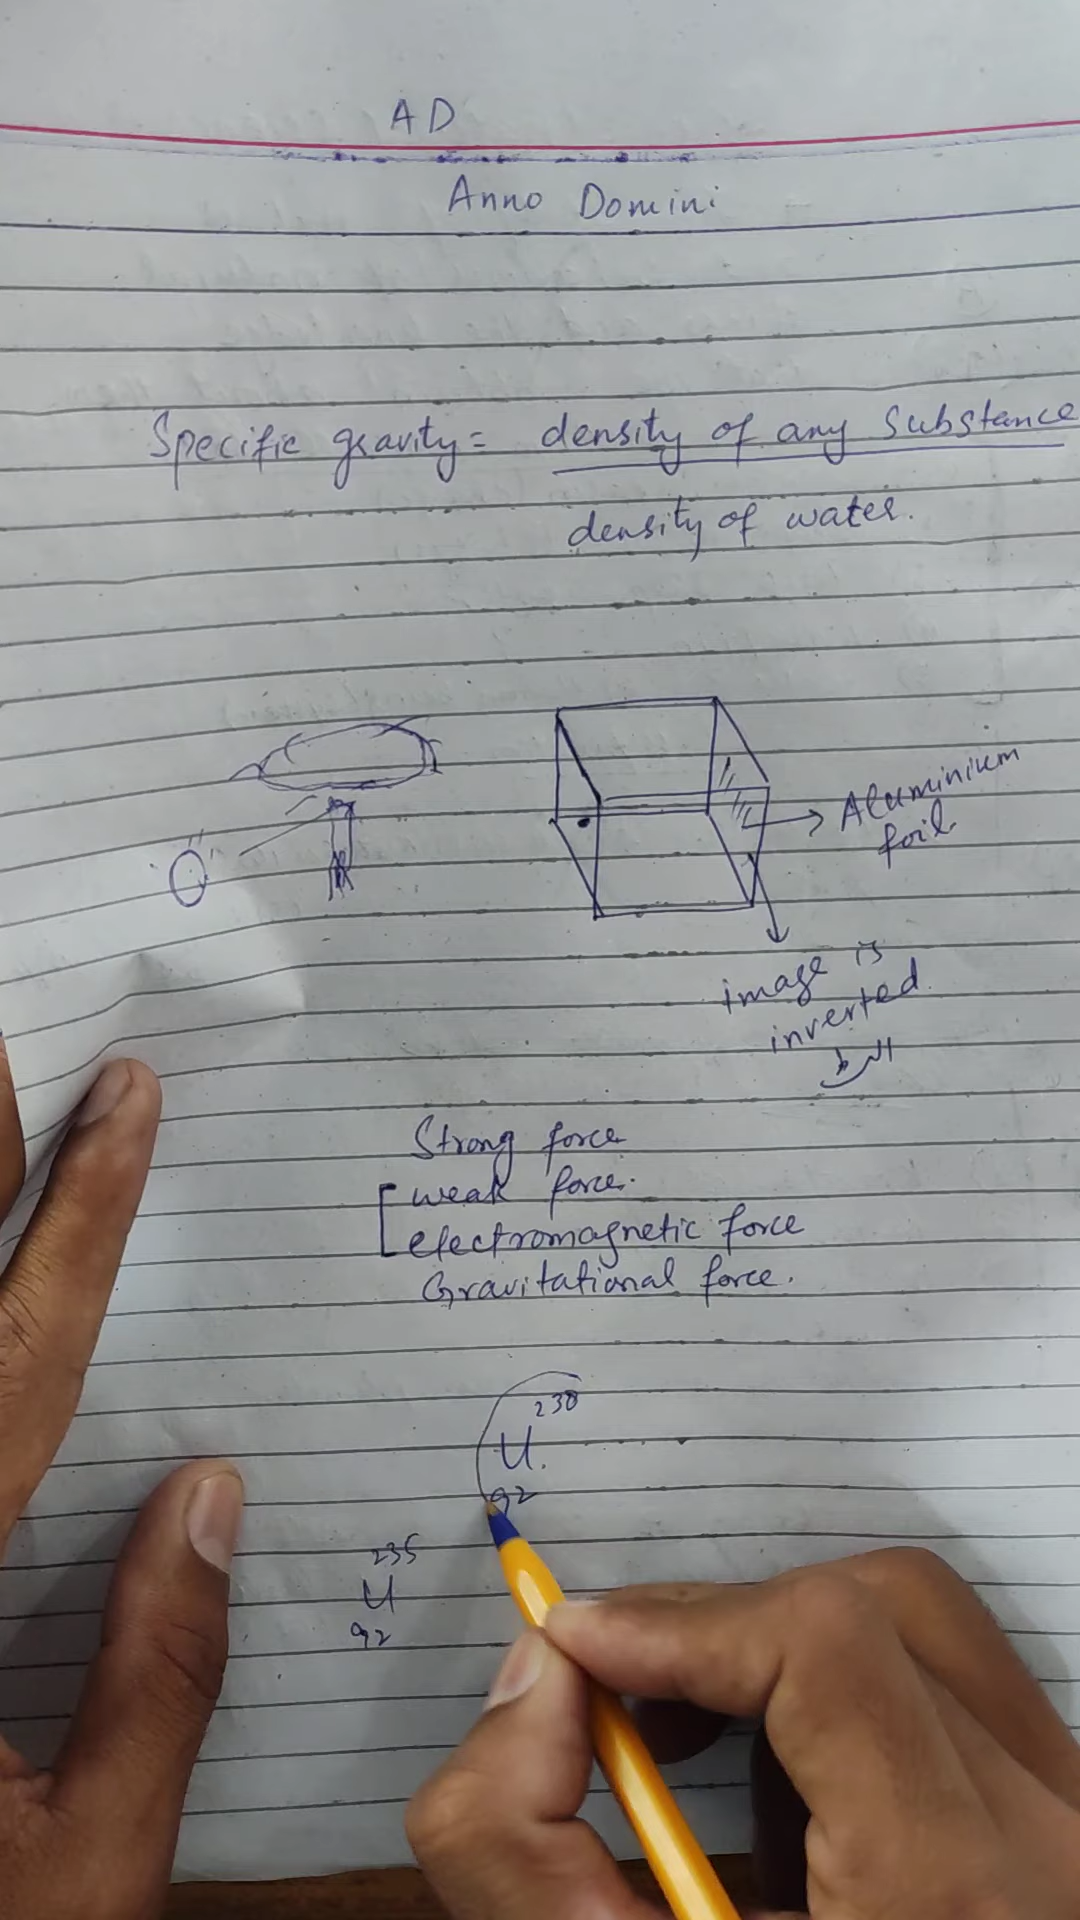 AD
Anno Domini
Specific gravity = density of any Substance
density of water.
"O"
Aluminium
foil
image is
inverted.
Strong force
weak force.
electromagnetic force
Gravitational force.
238
U.
92
235
U
92